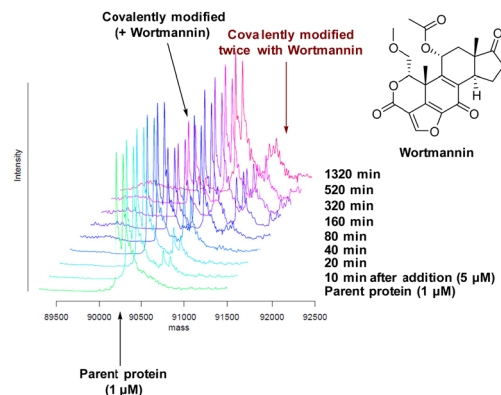 Covalently modified
(+ Wortmannin)
Covalently modified
twice with Wortmannin
O
O
O
O
H
O
O
O
O
Wortmannin
Intensity
1320 min
520 min
320 min
160 min
80 min
40 min
20 min
10 min after addition (5 µM)
Parent protein (1 µM)
89500 90000 90500 91000 91500 92000 92500
mass
Parent protein
(1 µM)